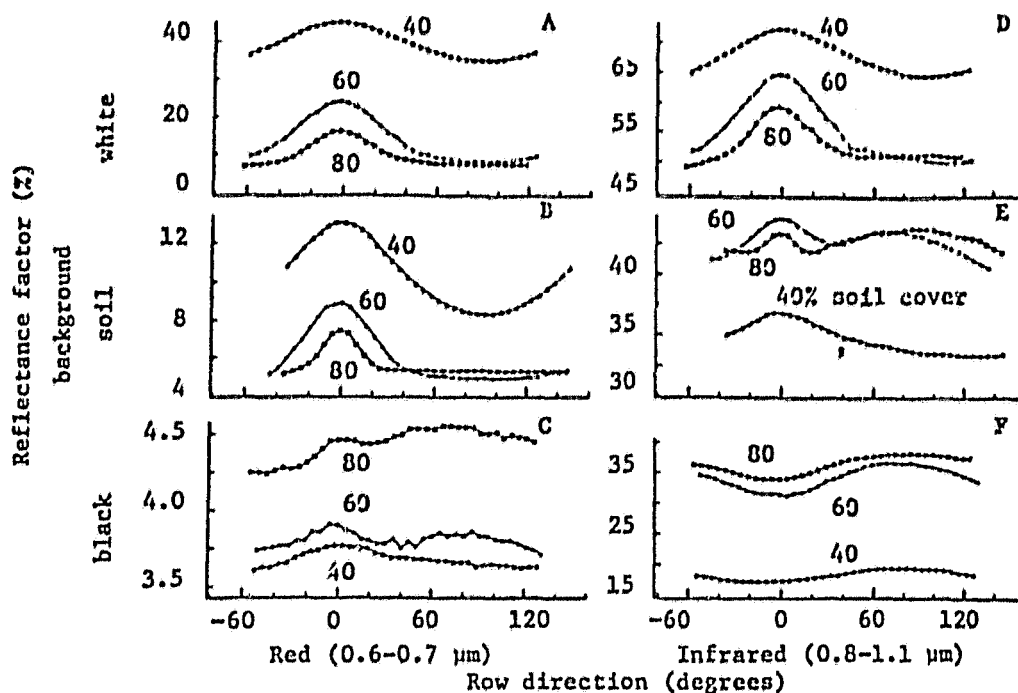 Reflectance factor (%)
background
white
40
20
0
A
40
60
80
65
55
45
D
40
60
80
soil
12
8
4
B
40
60
80
40
35
30
E
60
80
40% soil cover
black
4.5
4.0
3.5
C
80
60
40
35
25
15
F
80
60
40
-60 0 60 120
-60 0 60 120
Red (0.6-0.7 µm)
Infrared (0.8-1.1 µm)
Row direction (degrees)